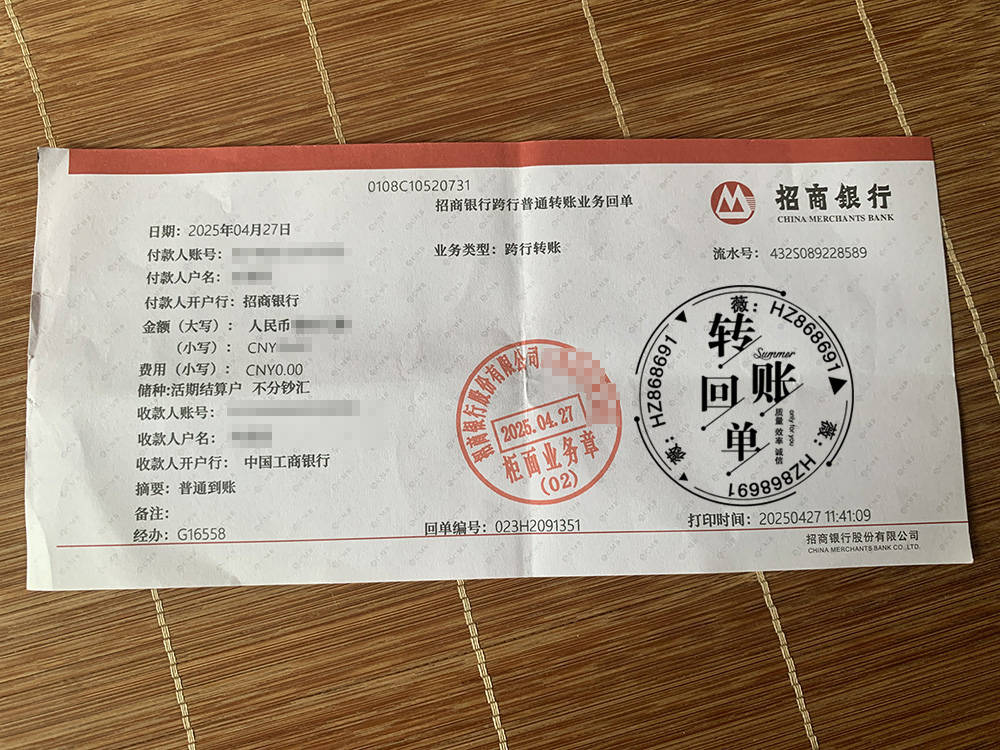 0108C10520731
招商银行跨行普通转账业务回单
招商银行
CHINA MERCHANTS BANK
日期：2025年04月27日
付款人账号：
业务类型：跨行转账
流水号：432S089228589
付款人户名：
付款人开户行：招商银行
金额（大写）：人民币
（小写）：CNY
费用（小写）：CNY0.00
储种:活期结算户 不分钞汇
收款人账号：
收款人户名：
收款人开户行：中国工商银行
摘要：普通到账
备注：
经办：G16558
回单编号：023H2091351
打印时间：20250427 11:41:09
招商银行股份有限公司
CHINA MERCHANTS BANK CO.,LTD.
招商银行股份有限公司
2025.04.27
柜面业务章
(02)
薇：HZ868691
薇：HZ868691
薇：HZ868691
转账
回单
Summer
only for you
质量 效率 诚信